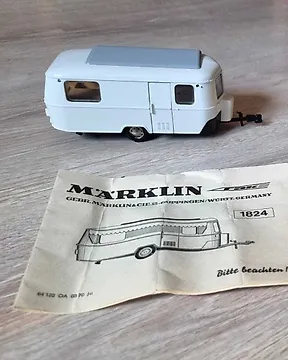 MÄRKLIN
GEBR. MÄRKLIN & CIE.
GÖPPINGEN/WÜRTT. GERMANY
1824
Bitte beachten!